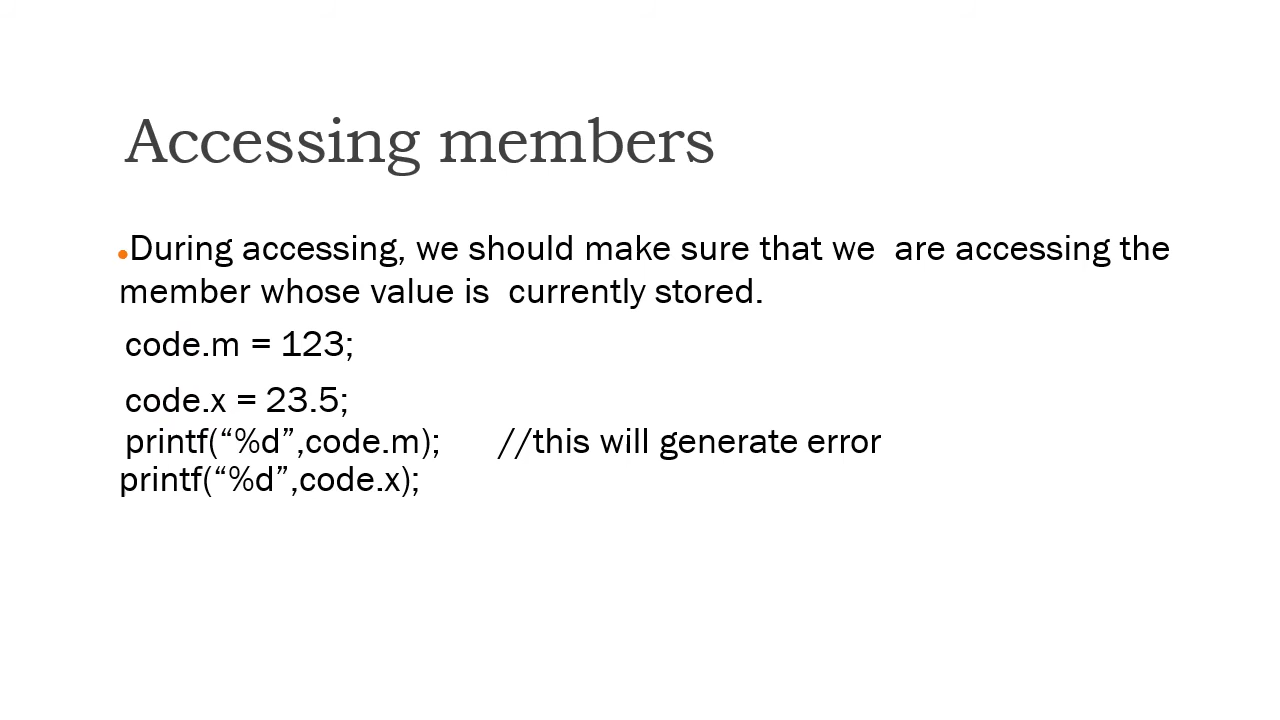 Accessing members
•During accessing, we should make sure that we are accessing the
member whose value is currently stored.
code.m = 123;
code.x = 23.5;
printf(“%d”,code.m); //this will generate error
printf(“%d”,code.x);